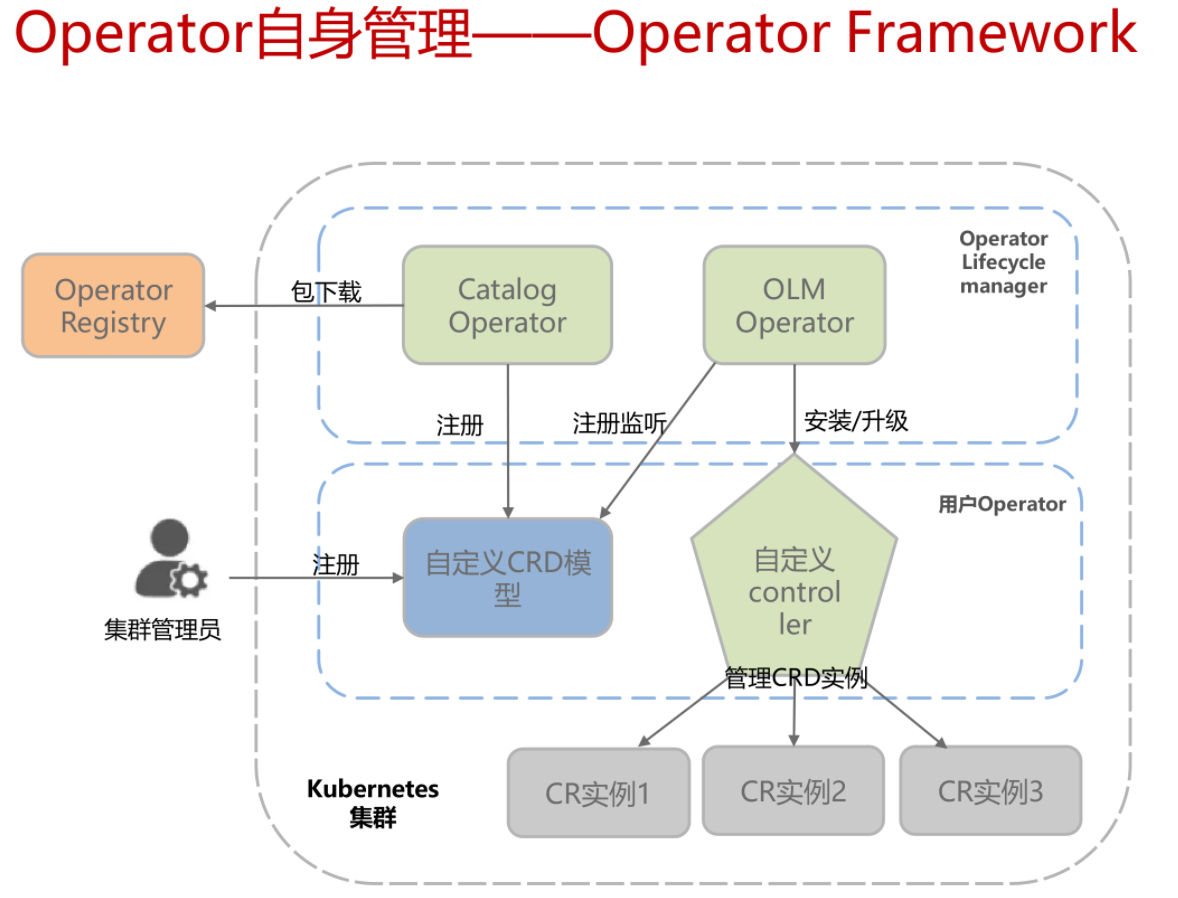 Operator自身管理——Operator Framework
Operator
Lifecycle
manager
Operator
Registry
包下载
Catalog
Operator
OLM
Operator
注册
注册监听
安装/升级
用户Operator
集群管理员
注册
自定义CRD模
型
自定义
control
ler
管理CRD实例
Kubernetes
集群
CR实例1
CR实例2
CR实例3